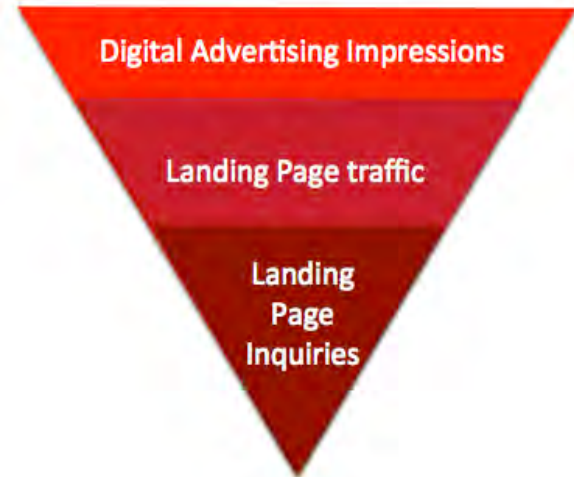 Digital Advertising Impressions
Landing Page traffic
Landing
Page
Inquiries